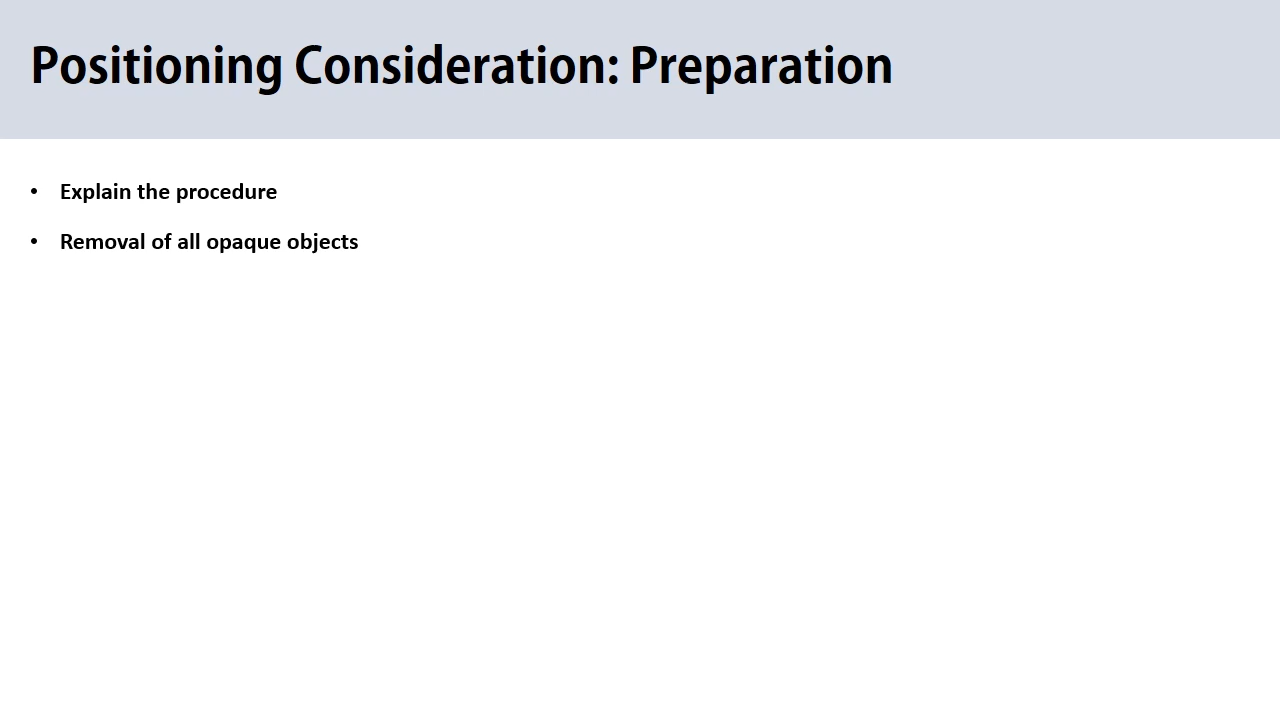 Positioning Consideration: Preparation
• Explain the procedure
• Removal of all opaque objects